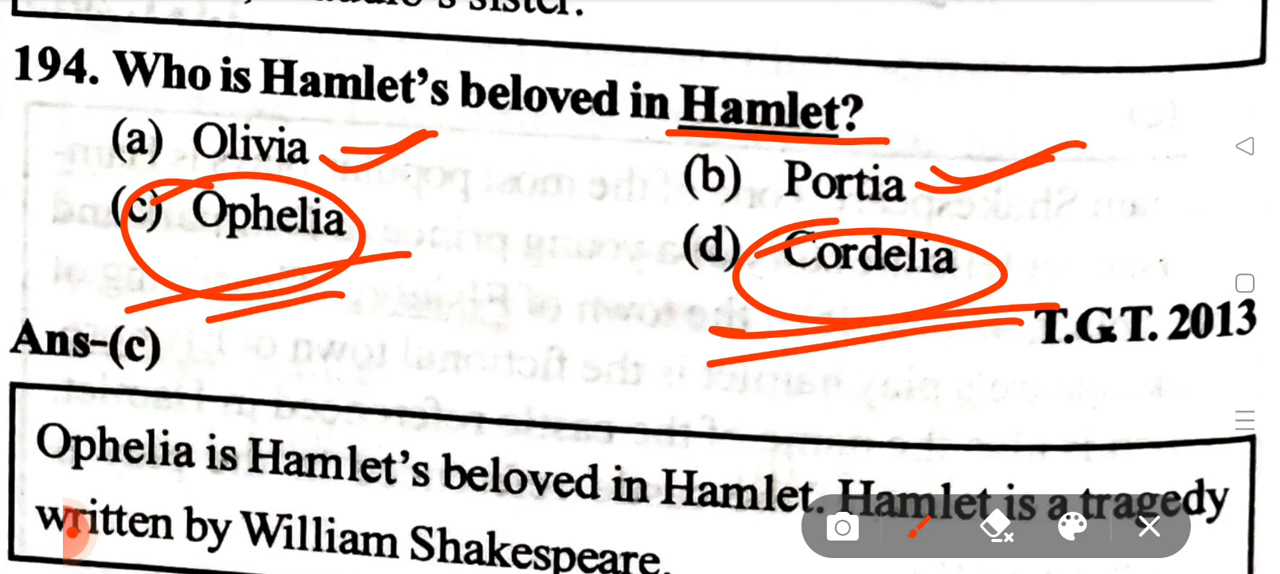 sister.
194. Who is Hamlet's beloved in Hamlet?
(a) Olivia
(b) Portia
(c) Ophelia
(d) Cordelia
T.G.T. 2013
Ans-(c)
Ophelia is Hamlet's beloved in Hamlet. Hamlet is a tragedy
written by William Shakespeare.